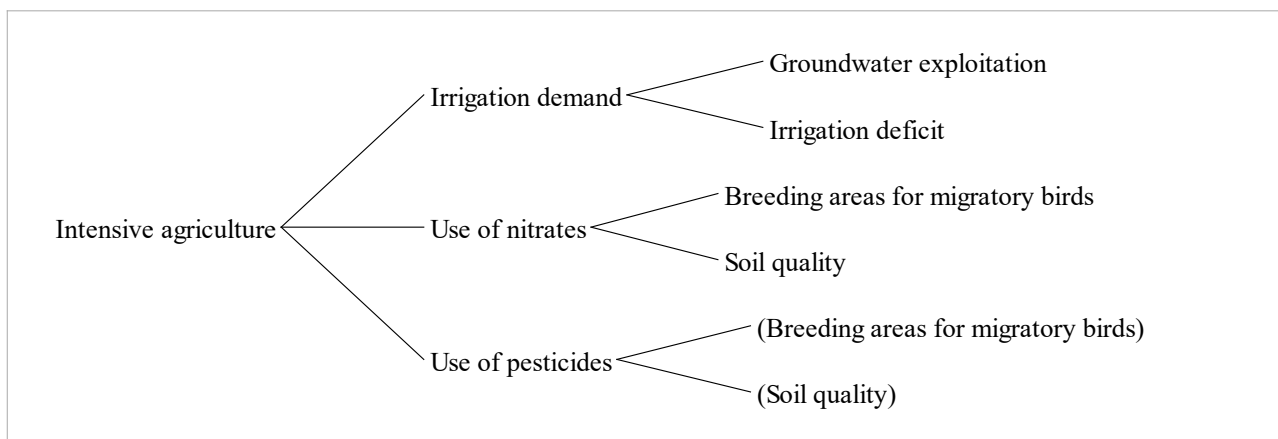 Groundwater exploitation
Irrigation demand
Irrigation deficit
Breeding areas for migratory birds
Intensive agriculture
Use of nitrates
Soil quality
(Breeding areas for migratory birds)
Use of pesticides
(Soil quality)